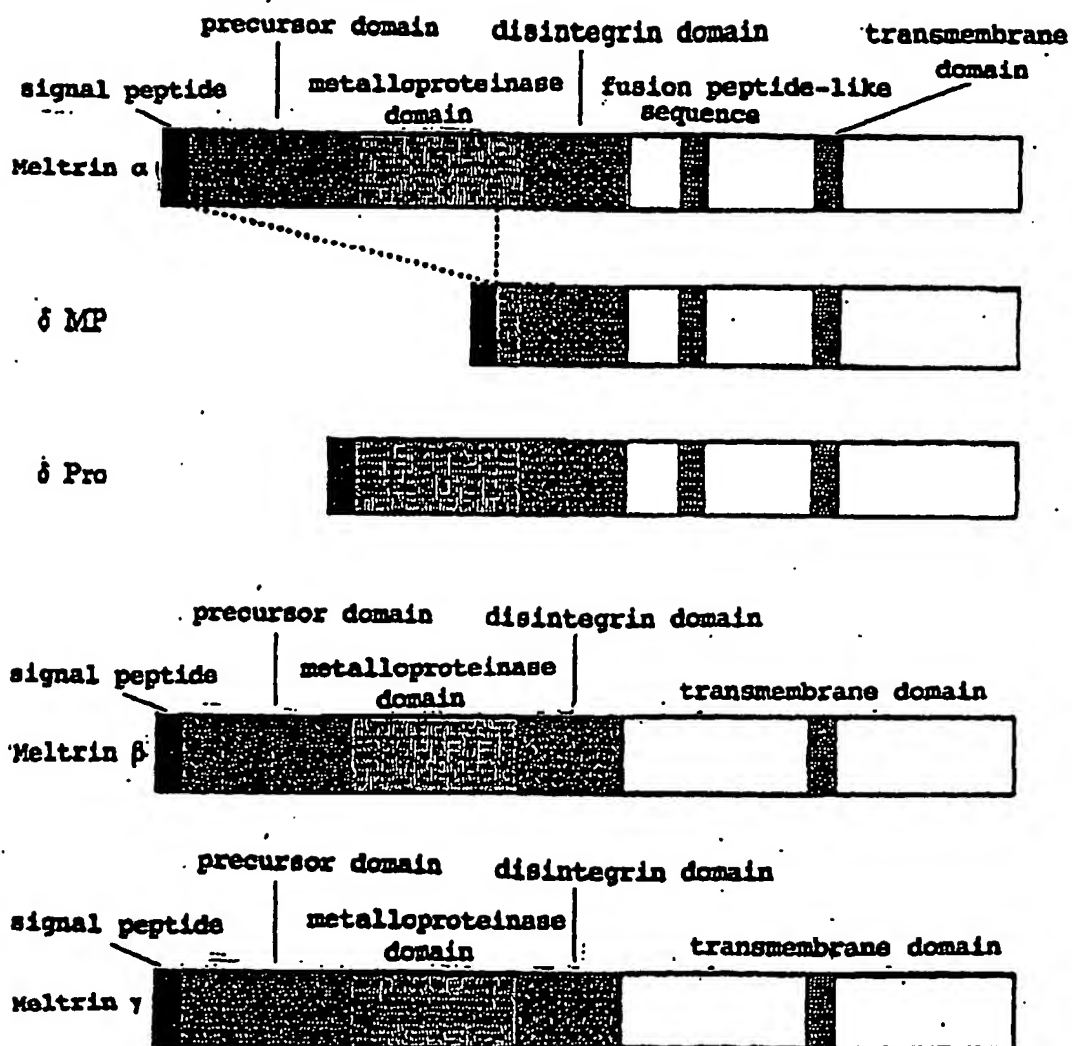 precursor domain disintegrin domain transmembrane domain
signal peptide metalloproteinase domain fusion peptide-like sequence
Meltrin α
δ MP
δ Pro
precursor domain disintegrin domain
signal peptide metalloproteinase domain transmembrane domain
Meltrin β
precursor domain disintegrin domain
signal peptide metalloproteinase domain transmembrane domain
Meltrin γ